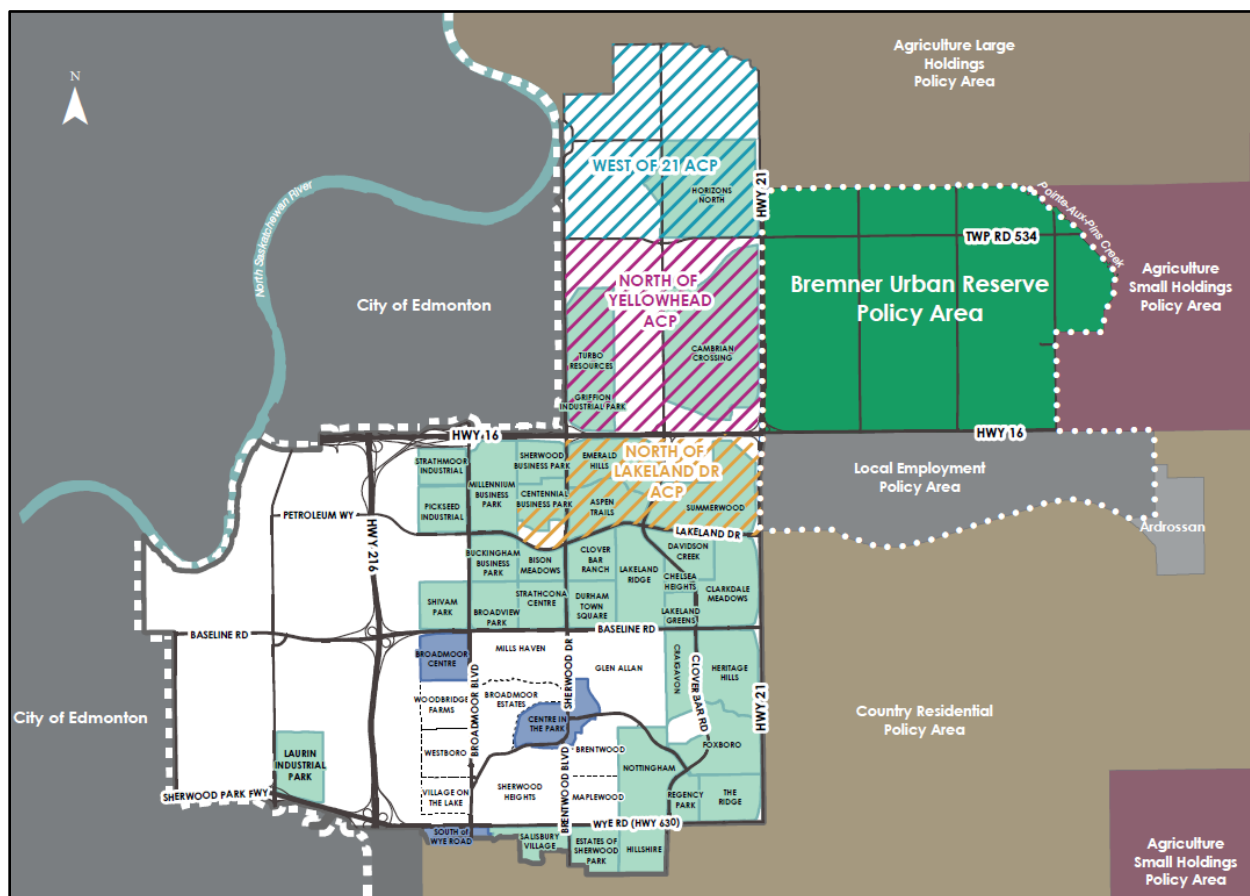 Agriculture Large
Holdings
Policy Area
N
WEST OF 21 ACP
HORIZONS
NORTH
HWY 21
Pointe-Aux-Pins Creek
TWP RD 534
North Saskatchewan River
City of Edmonton
NORTH OF
YELLOWHEAD
ACP
Bremner Urban Reserve
Policy Area
Agriculture
Small Holdings
Policy Area
TURBO
RESOURCES
CAMBRIAN
CROSSING
GRIFFION
INDUSTRIAL PARK
HWY 16
HWY 16
STRATHMOOR
INDUSTRIAL
SHERWOOD
BUSINESS PARK
EMERALD
HILLS
NORTH OF
LAKELAND DR
ACP
Local Employment
Policy Area
MILLENNIUM
BUSINESS
PARK
CENTENNIAL
BUSINESS PARK
ASPEN
TRAILS
SUMMERWOOD
PICKSEED
INDUSTRIAL
PETROLEUM WY
HWY 216
LAKELAND DR
Ardrossan
BUCKINGHAM
BUSINESS
PARK
BISON
MEADOWS
CLOVER
BAR
RANCH
LAKELAND
RIDGE
DAVIDSON
CREEK
CHELSEA
HEIGHTS
CLARKDALE
MEADOWS
SHIVAM
PARK
BROADVIEW
PARK
STRATHCONA
CENTRE
DURHAM
TOWN
SQUARE
LAKELAND
GREENS
BASELINE RD
BASELINE RD
BROADMOOR
CENTRE
MILLS HAVEN
SHERWOOD DR
GLEN ALLAN
CRAIGAVON
CLOVER BAR RD
HERITAGE
HILLS
HWY 21
WOODBRIDGE
FARMS
BROADMOOR BLVD
BROADMOOR
ESTATES
CENTRE IN
THE PARK
City of Edmonton
Country Residential
Policy Area
LAURIN
INDUSTRIAL
PARK
WESTBORO
BRENTWOOD
FOXBORO
NOTTINGHAM
VILLAGE ON
THE LAKE
SHERWOOD
HEIGHTS
BRENTWOOD BLVD
MAPLEWOOD
REGENCY
PARK
THE
RIDGE
SHERWOOD PARK FWY
WYE RD (HWY 630)
SOUTH of
WYE ROAD
SALISBURY
VILLAGE
ESTATES OF
SHERWOOD
PARK
HILLSHIRE
Agriculture
Small Holdings
Policy Area